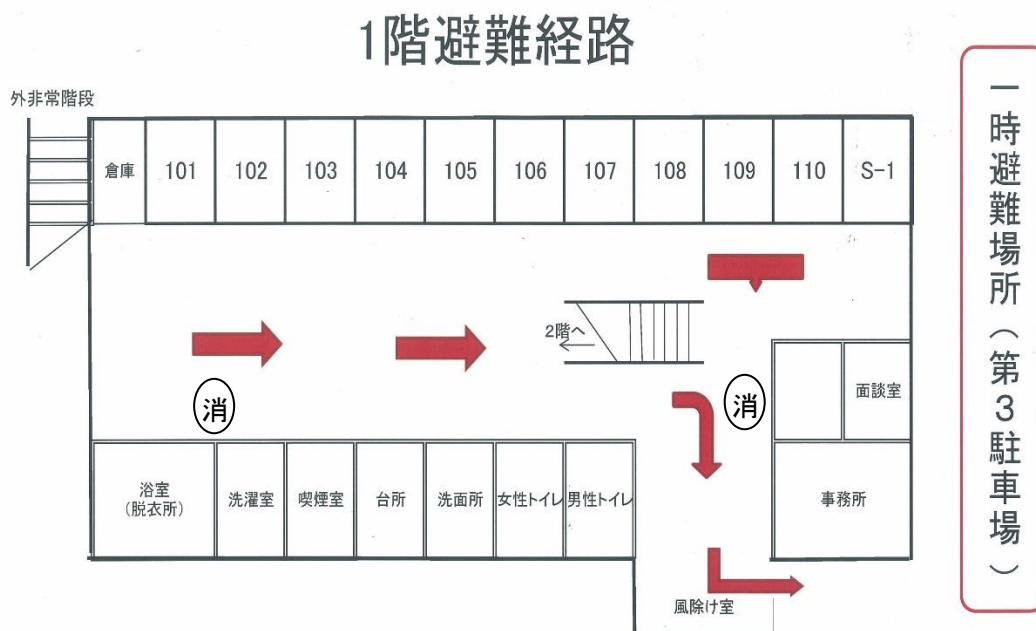 1階避難経路
外非常階段
倉庫
101
102
103
104
105
106
107
108
109
110
S-1
2階へ
消
消
面談室
浴室
(脱衣所)
洗濯室
喫煙室
台所
洗面所
女性トイレ
男性トイレ
事務所
風除け室
一時避難場所(第3駐車場)